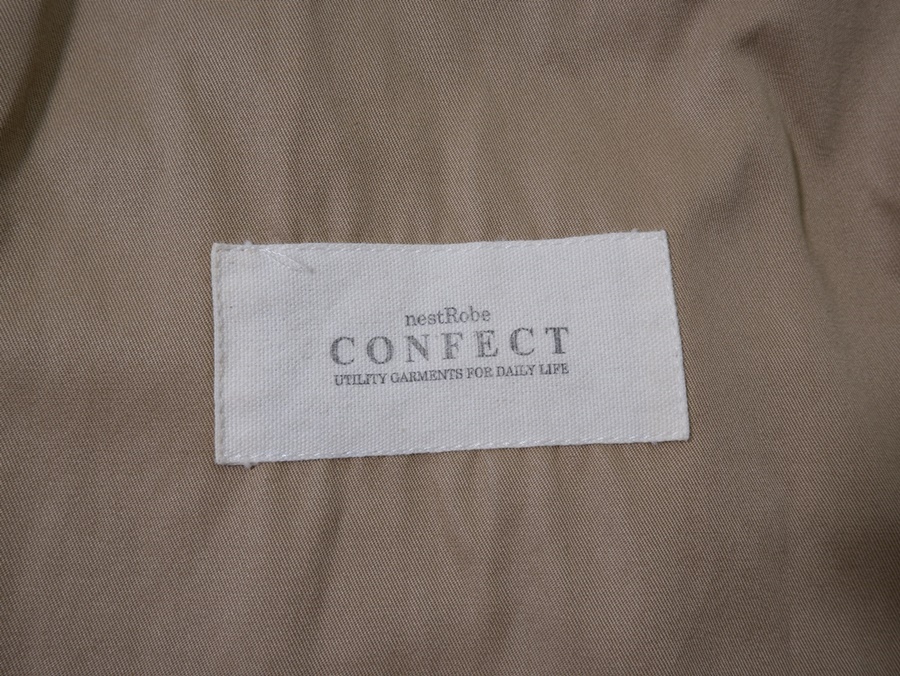 nestRobe
CONFECT
UTILITY GARMENTS FOR DAILY LIFE